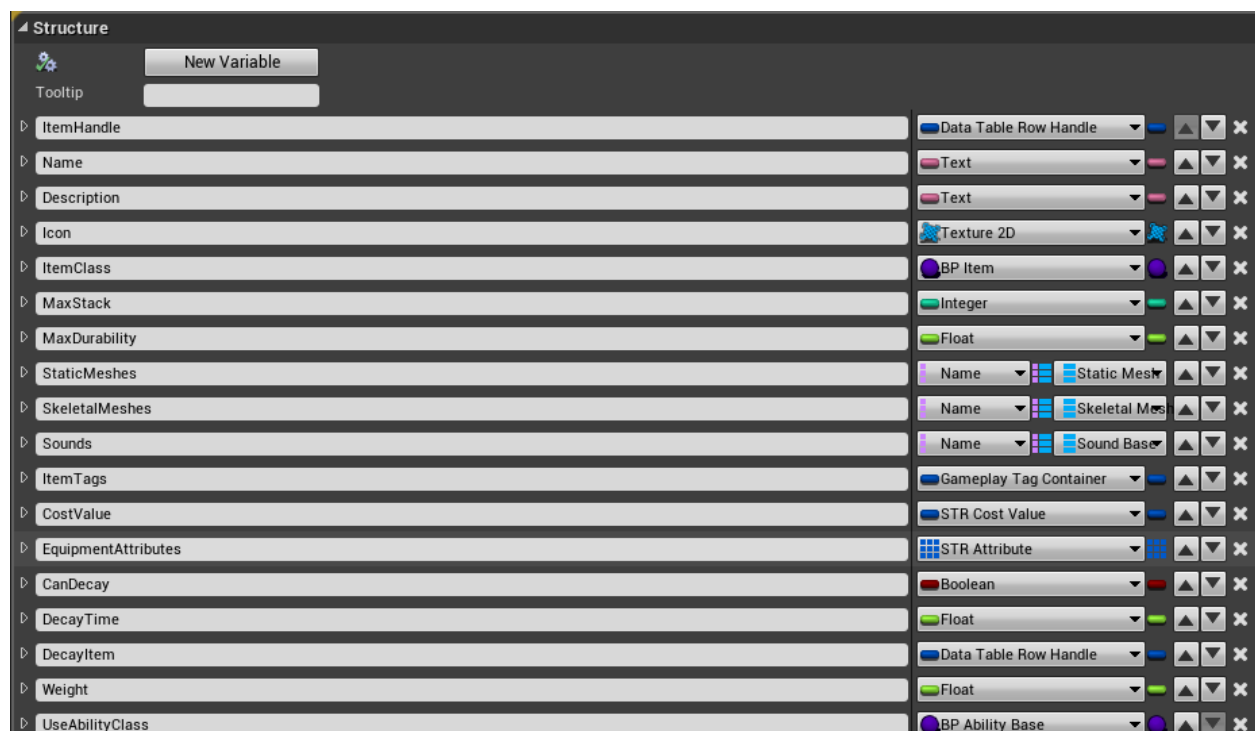 Structure
New Variable
Tooltip
ItemHandle Data Table Row Handle
Name Text
Description Text
Icon Texture 2D
ItemClass BP Item
MaxStack Integer
MaxDurability Float
StaticMeshes Name Static Mesh
SkeletalMeshes Name Skeletal Mesh
Sounds Name Sound Base
ItemTags Gameplay Tag Container
CostValue STR Cost Value
EquipmentAttributes STR Attribute
CanDecay Boolean
DecayTime Float
DecayItem Data Table Row Handle
Weight Float
UseAbilityClass BP Ability Base